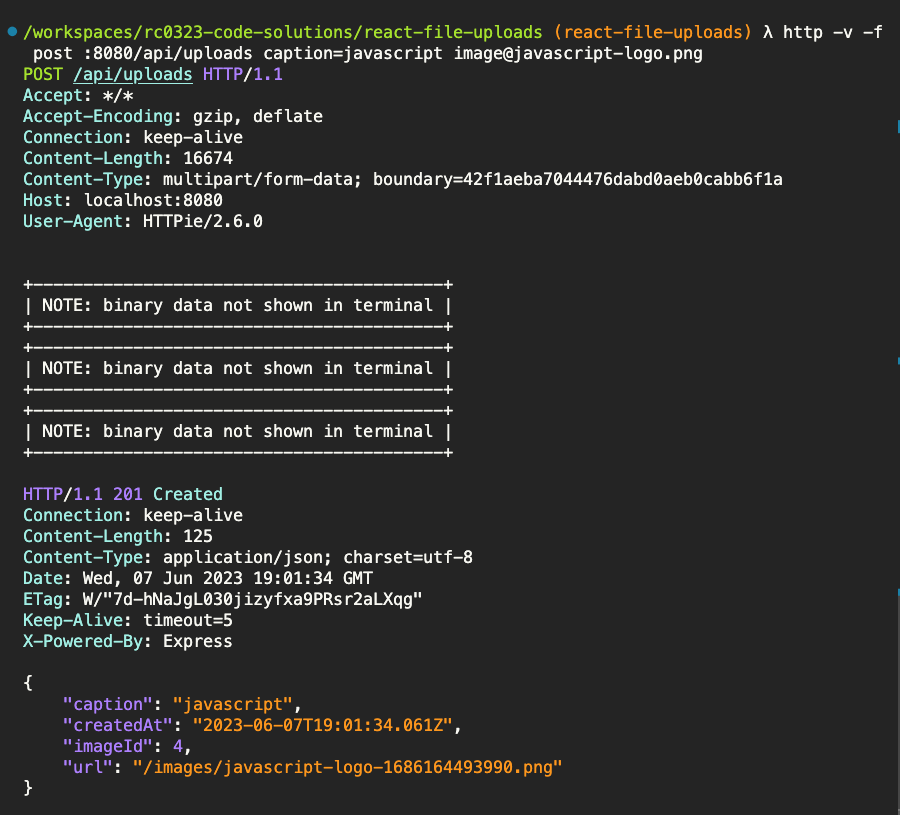 /workspaces/rc0323-code-solutions/react-file-uploads (react-file-uploads) λ http -v -f
post :8080/api/uploads caption=javascript image@javascript-logo.png
POST /api/uploads HTTP/1.1
Accept: */*
Accept-Encoding: gzip, deflate
Connection: keep-alive
Content-Length: 16674
Content-Type: multipart/form-data; boundary=42f1aeba7044476dabd0aeb0cabb6f1a
Host: localhost:8080
User-Agent: HTTPie/2.6.0
+-----------------------------------------+
| NOTE: binary data not shown in terminal |
+-----------------------------------------+
+-----------------------------------------+
| NOTE: binary data not shown in terminal |
+-----------------------------------------+
+-----------------------------------------+
| NOTE: binary data not shown in terminal |
+-----------------------------------------+
HTTP/1.1 201 Created
Connection: keep-alive
Content-Length: 125
Content-Type: application/json; charset=utf-8
Date: Wed, 07 Jun 2023 19:01:34 GMT
ETag: W/"7d-hNaJgL030jizyfxa9PRsr2aLXqg"
Keep-Alive: timeout=5
X-Powered-By: Express
{
    "caption": "javascript",
    "createdAt": "2023-06-07T19:01:34.061Z",
    "imageId": 4,
    "url": "/images/javascript-logo-1686164493990.png"
}